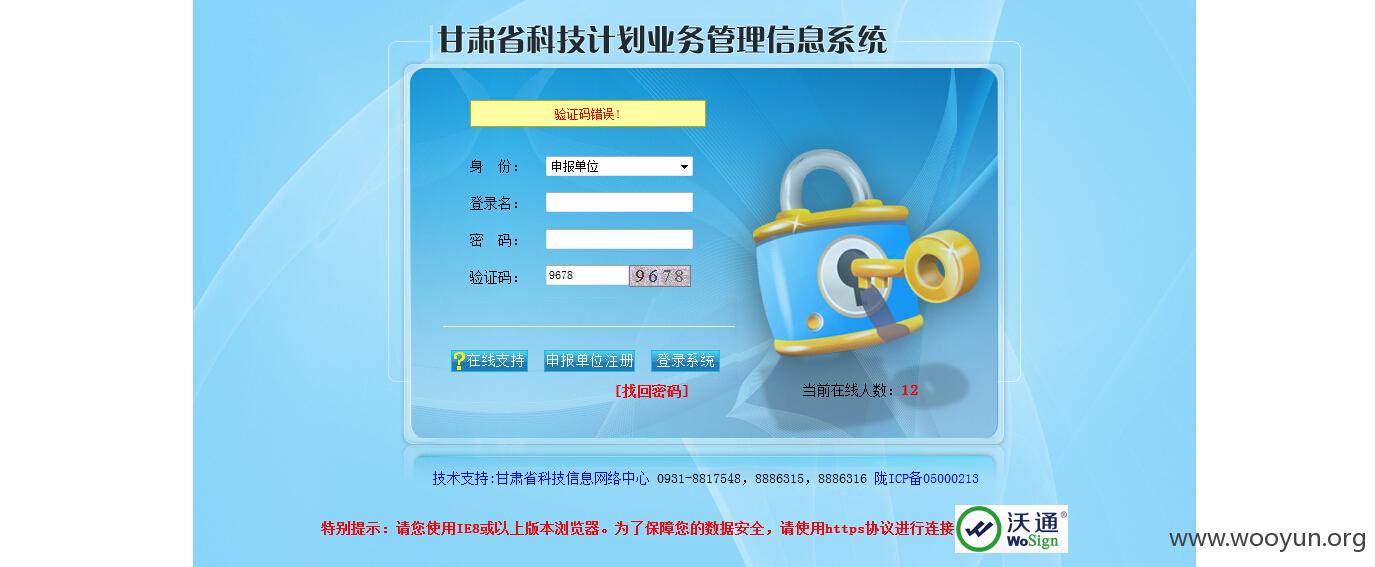 甘肃省科技计划业务管理信息系统
验证码错误!
身 份: 申报单位
登录名:
密 码:
验证码: 9678 9678
?在线支持 申报单位注册 登录系统
[找回密码] 当前在线人数:12
技术支持:甘肃省科技信息网络中心 0931-8817548, 8886315, 8886316 陇ICP备05000213
特别提示:请您使用IE8或以上版本浏览器。为了保障您的数据安全,请使用https协议进行连接
沃通®
WoSign
www.wooyun.org